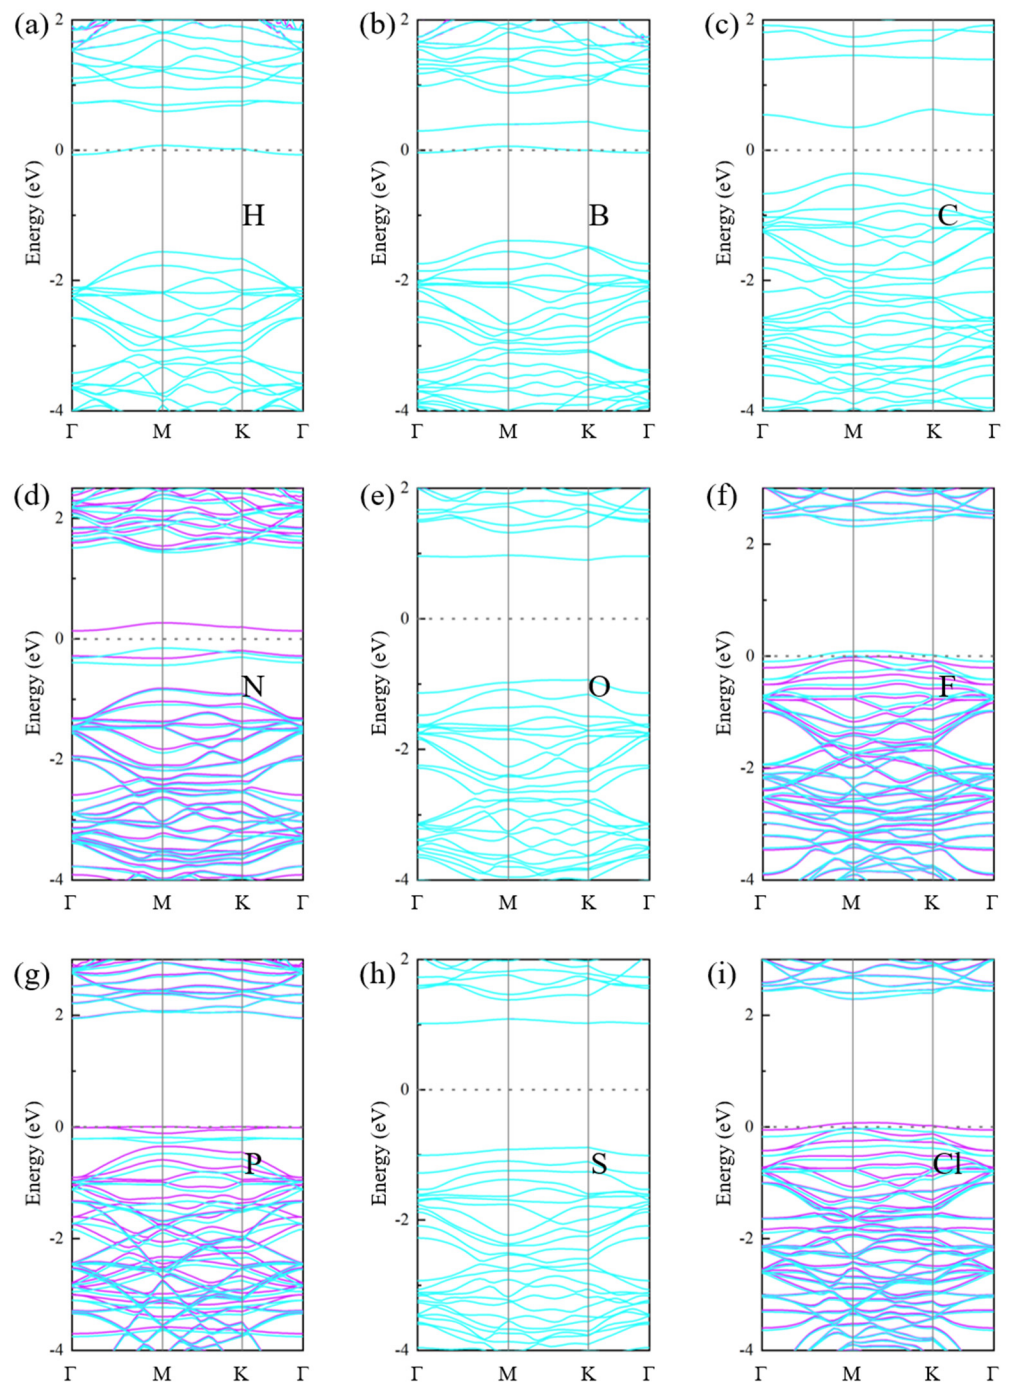 (a)
2
0
-2
-4
Energy (eV)
H
Γ M K Γ
(b)
2
0
-2
-4
Energy (eV)
B
Γ M K Γ
(c)
2
0
-2
-4
Energy (eV)
C
Γ M K Γ
(d)
2
0
-2
-4
Energy (eV)
N
Γ M K Γ
(e)
2
0
-2
-4
Energy (eV)
O
Γ M K Γ
(f)
2
0
-2
-4
Energy (eV)
F
Γ M K Γ
(g)
2
0
-2
-4
Energy (eV)
P
Γ M K Γ
(h)
2
0
-2
-4
Energy (eV)
S
Γ M K Γ
(i)
2
0
-2
-4
Energy (eV)
Cl
Γ M K Γ